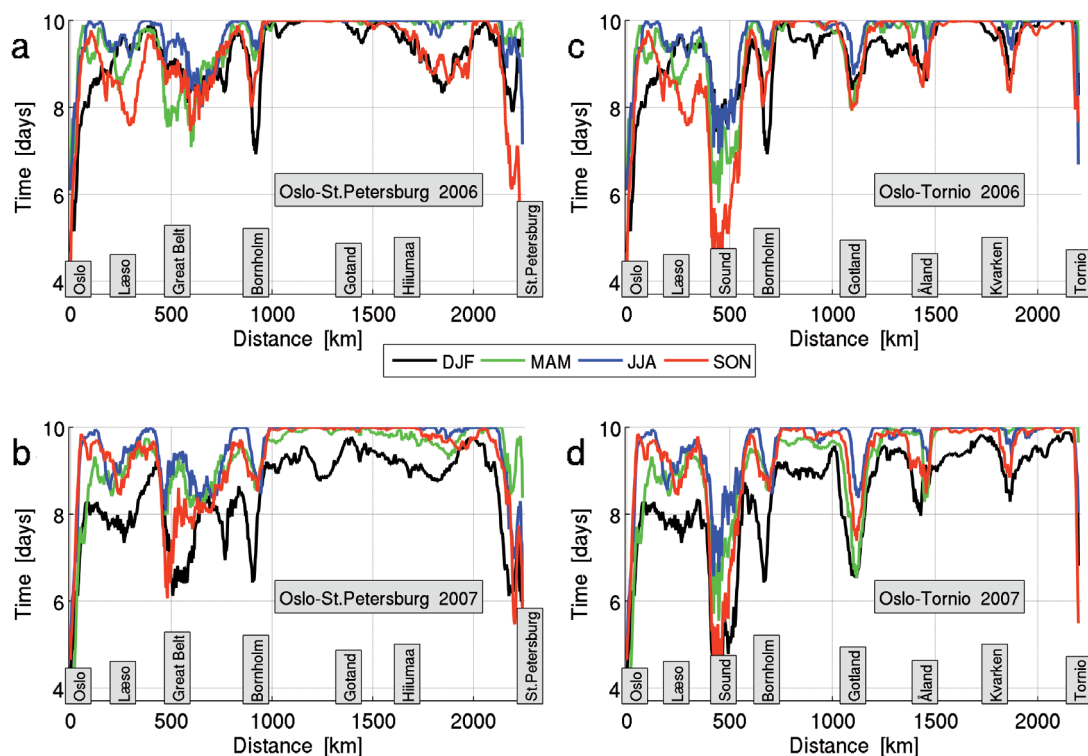 a
Time [days]
10
8
6
4
Oslo-St.Petersburg 2006
Oslo
Læso
Great Belt
Bornholm
Gotand
Hiiumaa
St.Petersburg
0
500
1000
1500
2000
Distance [km]
c
Time [days]
10
8
6
4
Oslo-Tornio 2006
Oslo
Læso
Sound
Bornholm
Gotland
Åland
Kvarken
Tornio
0
500
1000
1500
2000
Distance [km]
DJF
MAM
JJA
SON
b
Time [days]
10
8
6
4
Oslo-St.Petersburg 2007
Oslo
Læso
Great Belt
Bornholm
Gotand
Hiiumaa
St.Petersburg
0
500
1000
1500
2000
Distance [km]
d
Time [days]
10
8
6
4
Oslo-Tornio 2007
Oslo
Læso
Sound
Bornholm
Gotland
Åland
Kvarken
Tornio
0
500
1000
1500
2000
Distance [km]